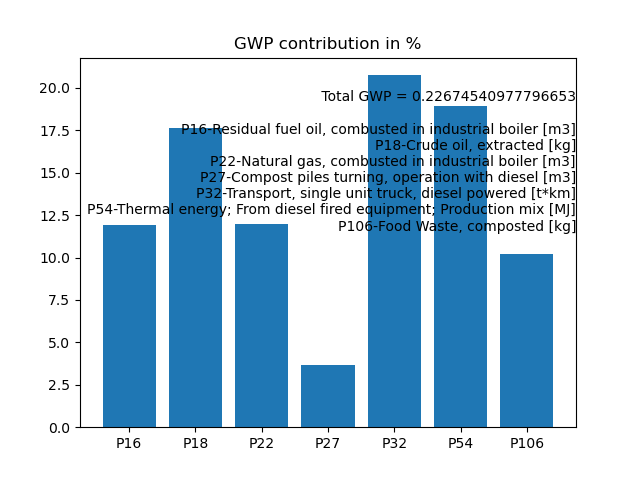 GWP contribution in %
20.0
17.5
15.0
12.5
10.0
7.5
5.0
2.5
0.0
Total GWP = 0.22674540977796653
P16-Residual fuel oil, combusted in industrial boiler [m3]
P18-Crude oil, extracted [kg]
P22-Natural gas, combusted in industrial boiler [m3]
P27-Compost piles turning, operation with diesel [m3]
P32-Transport, single unit truck, diesel powered [t*km]
P54-Thermal energy; From diesel fired equipment; Production mix [MJ]
P106-Food Waste, composted [kg]
P16 P18 P22 P27 P32 P54 P106